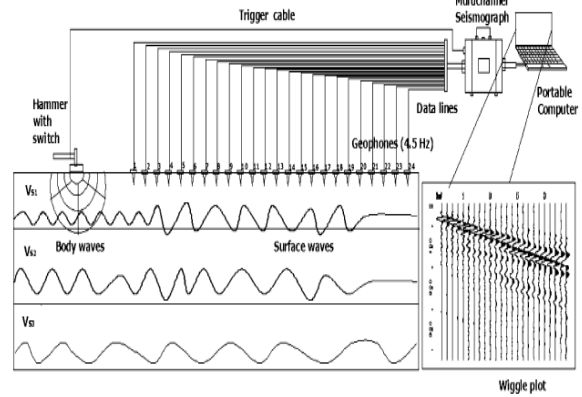 Multichannel
Seismograph
Trigger cable
Portable
Computer
Hammer
with
switch
Data lines
Geophones (4.5 Hz)
1 2 3 4 5 6 7 8 9 10 11 12 13 14 15 16 17 18 19 20 21 22 23 24
VS1
Body waves
Surface waves
VS2
VS3
Wiggle plot